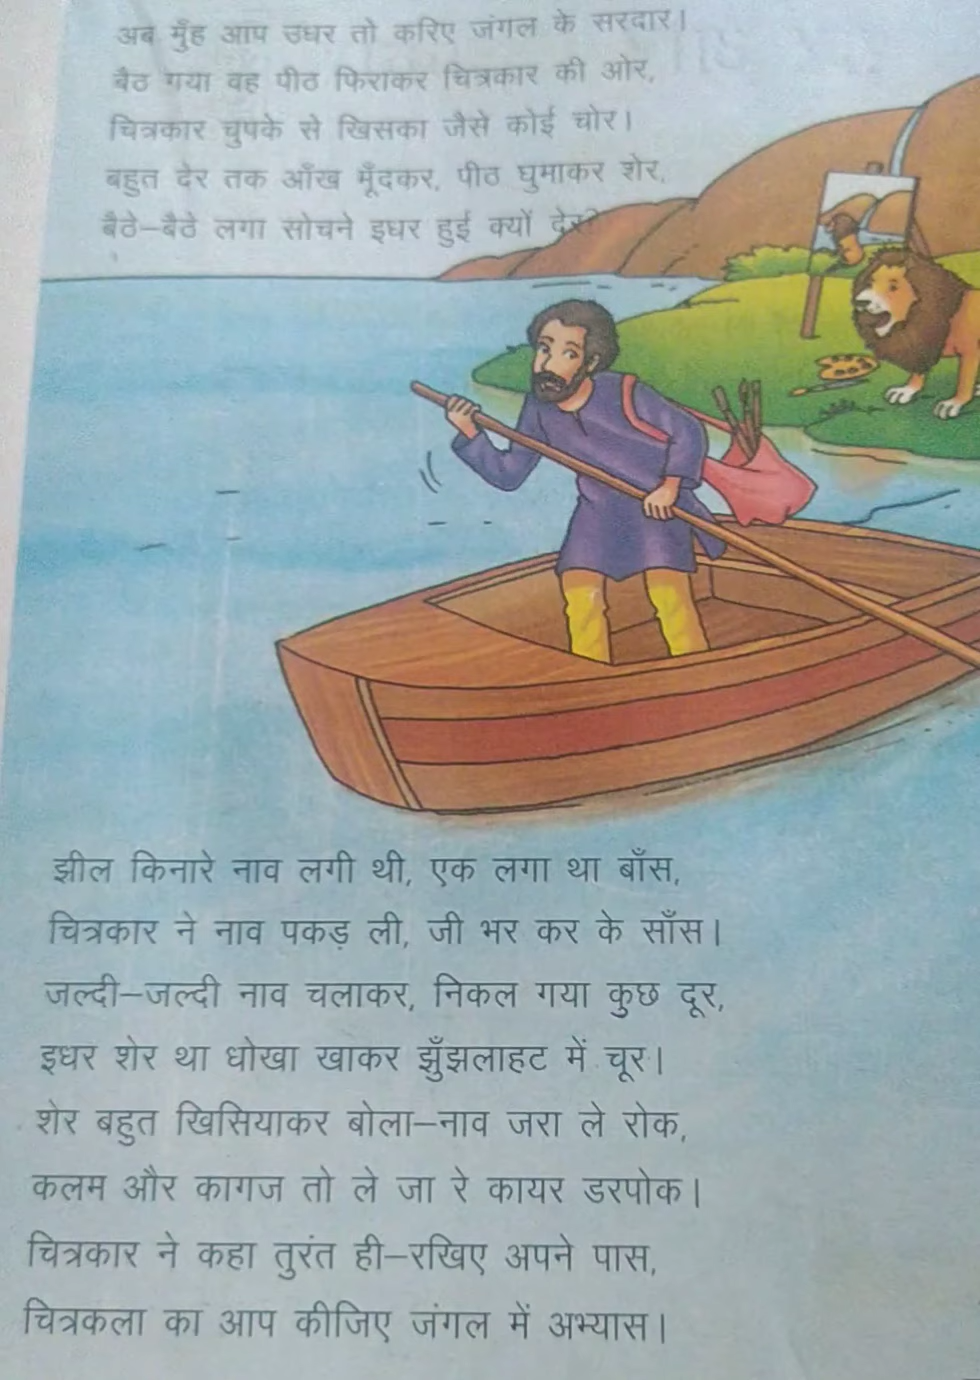 अब मुँह आप उधर तो करिए जंगल के सरदार।
बैठ गया वह पीठ फिराकर चित्रकार की ओर,
चित्रकार चुपके से खिसका जैसे कोई चोर।
बहुत देर तक आँख मूँदकर, पीठ घुमाकर शेर,
बैठे–बैठे लगा सोचने इधर हुई क्यों देर?
झील किनारे नाव लगी थी, एक लगा था बाँस,
चित्रकार ने नाव पकड़ ली, जी भर कर के साँस।
जल्दी–जल्दी नाव चलाकर, निकल गया कुछ दूर,
इधर शेर था धोखा खाकर झुँझलाहट में चूर।
शेर बहुत खिसियाकर बोला–नाव जरा ले रोक,
कलम और कागज तो ले जा रे कायर डरपोक।
चित्रकार ने कहा तुरंत ही–रखिए अपने पास,
चित्रकला का आप कीजिए जंगल में अभ्यास।